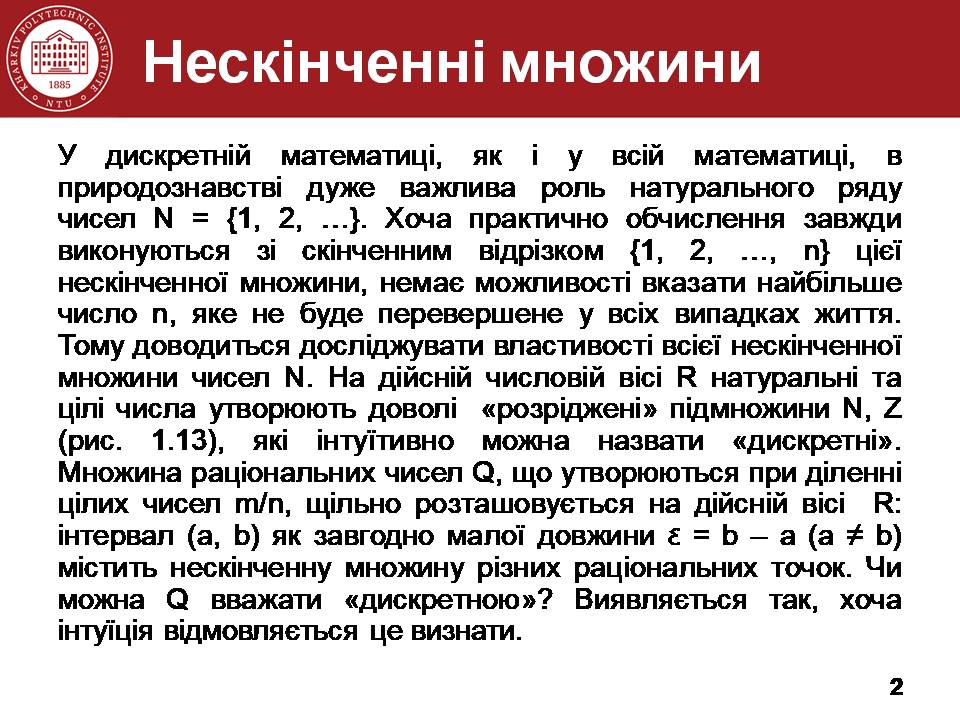 KHARKIV POLYTECHNIC INSTITUTE
1885
NTU
Нескінченні множини
У дискретній математиці, як і у всій математиці, в
природознавстві дуже важлива роль натурального ряду
чисел N = {1, 2, …}. Хоча практично обчислення завжди
виконуються зі скінченним відрізком {1, 2, …, n} цієї
нескінченної множини, немає можливості вказати найбільше
число n, яке не буде перевершене у всіх випадках життя.
Тому доводиться досліджувати властивості всієї нескінченної
множини чисел N. На дійсній числовій вісі R натуральні та
цілі числа утворюють доволі «розріджені» підмножини N, Z
(рис. 1.13), які інтуїтивно можна назвати «дискретні».
Множина раціональних чисел Q, що утворюються при діленні
цілих чисел m/n, щільно розташовується на дійсній вісі R:
інтервал (a, b) як завгодно малої довжини ε = b – a (a ≠ b)
містить нескінченну множину різних раціональних точок. Чи
можна Q вважати «дискретною»? Виявляється так, хоча
інтуїція відмовляється це визнати.
2